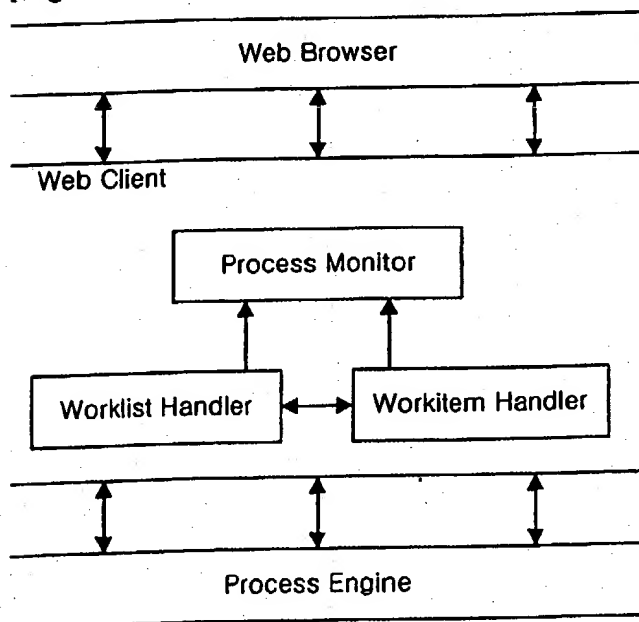 Web Browser
Web Client
Process Monitor
Worklist Handler
Workitem Handler
Process Engine